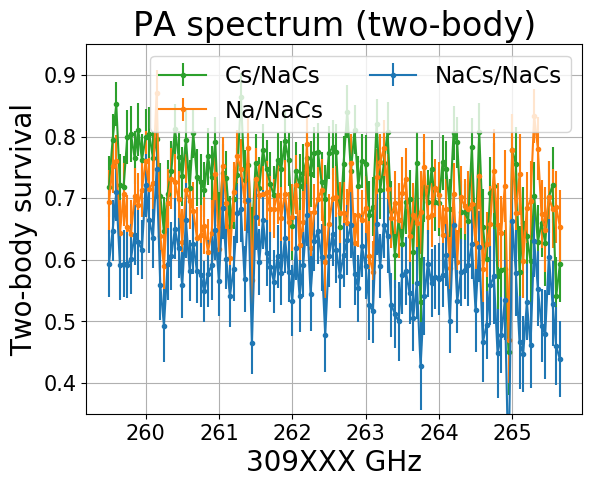 PA spectrum (two-body)
Cs/NaCs
NaCs/NaCs
Na/NaCs
Two-body survival
0.9
0.8
0.7
0.6
0.5
0.4
260 261 262 263 264 265
309XXX GHz